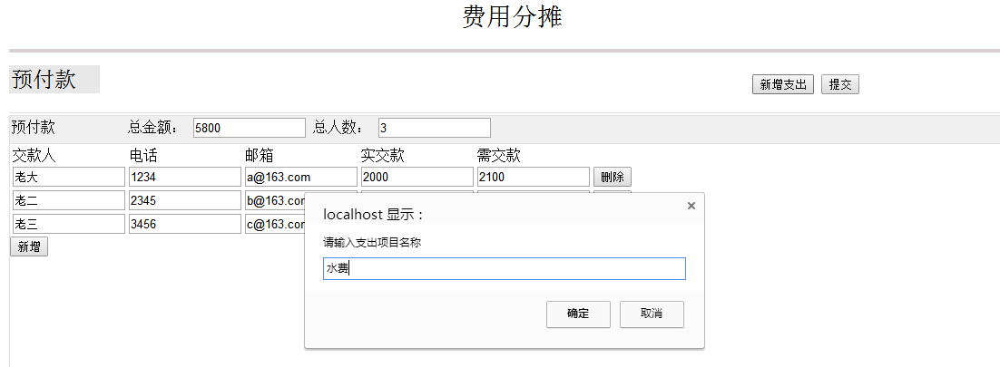 费用分摊
预付款
新增支出 提交
预付款 总金额： 5800 总人数： 3
交款人 电话 邮箱 实交款 需交款
老大 1234 a@163.com 2000 2100 删除
老二 2345 b@163.com
老三 3456 c@163.com
新增
localhost 显示：
×
请输入支出项目名称
水费
确定 取消